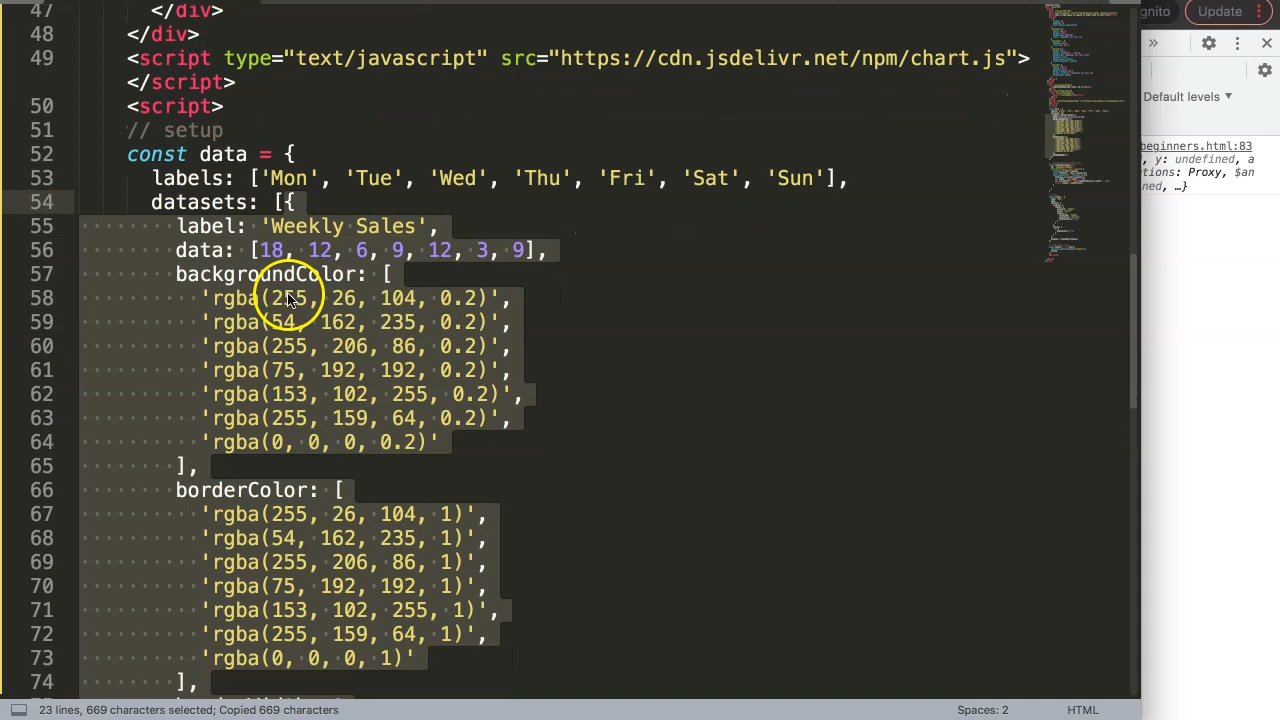 47 </div>
48 </div>
49 <script type="text/javascript" src="https://cdn.jsdelivr.net/npm/chart.js">
</script>
50 <script>
51 // setup
52 const data = {
53 labels: ['Mon', 'Tue', 'Wed', 'Thu', 'Fri', 'Sat', 'Sun'],
54 datasets: [{
55 label: 'Weekly Sales',
56 data: [18, 12, 6, 9, 12, 3, 9],
57 backgroundColor: [
58 'rgba(255, 26, 104, 0.2)',
59 'rgba(54, 162, 235, 0.2)',
60 'rgba(255, 206, 86, 0.2)',
61 'rgba(75, 192, 192, 0.2)',
62 'rgba(153, 102, 255, 0.2)',
63 'rgba(255, 159, 64, 0.2)',
64 'rgba(0, 0, 0, 0.2)'
65 ],
66 borderColor: [
67 'rgba(255, 26, 104, 1)',
68 'rgba(54, 162, 235, 1)',
69 'rgba(255, 206, 86, 1)',
70 'rgba(75, 192, 192, 1)',
71 'rgba(153, 102, 255, 1)',
72 'rgba(255, 159, 64, 1)',
73 'rgba(0, 0, 0, 1)'
74 ],
23 lines, 669 characters selected; Copied 669 characters
Spaces: 2
HTML
ognito
Update
Default levels ▼
eginners.html:83
, y: undefined, a
tions: Proxy, $an
ned, …}